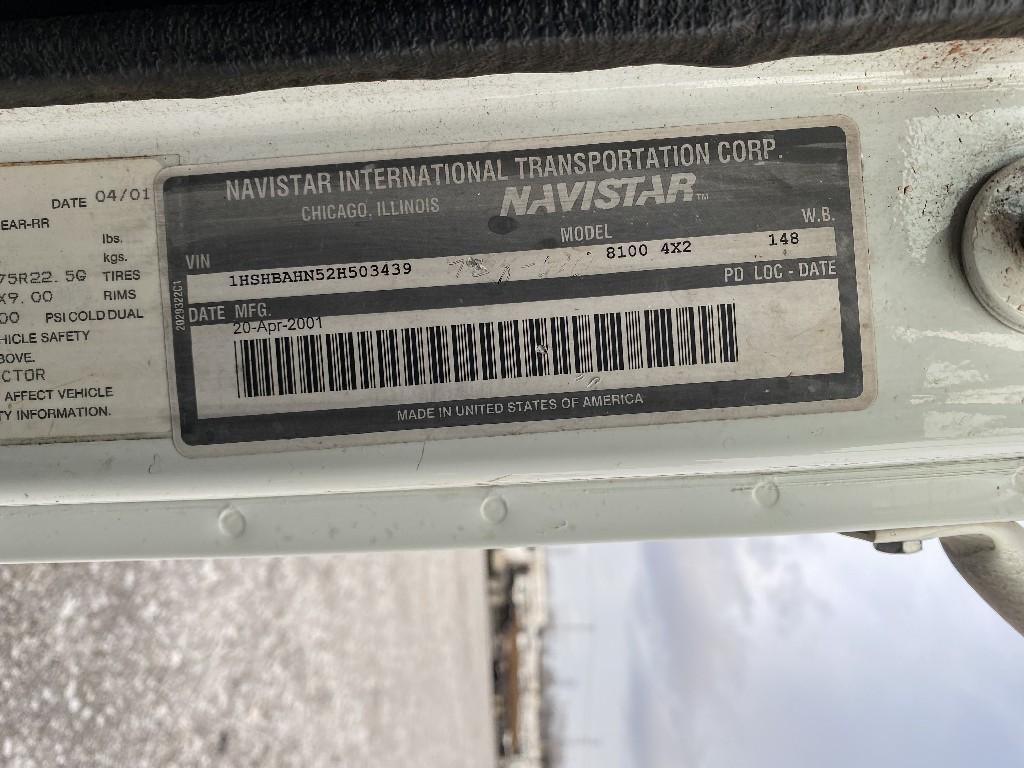 DATE 04/01
EAR-RR
lbs.
kgs.
75R22.5G TIRES
X9.00 RIMS
00 PSI COLD DUAL
HICLE SAFETY
BOVE.
CTOR
AFFECT VEHICLE
TY INFORMATION.
2029322C1
NAVISTAR INTERNATIONAL TRANSPORTATION CORP.
CHICAGO, ILLINOIS NAVISTAR™
VIN MODEL W.B.
1HSHBAHN52H503439 8100 4X2 148
DATE MFG. PD LOC - DATE
20-Apr-2001
MADE IN UNITED STATES OF AMERICA